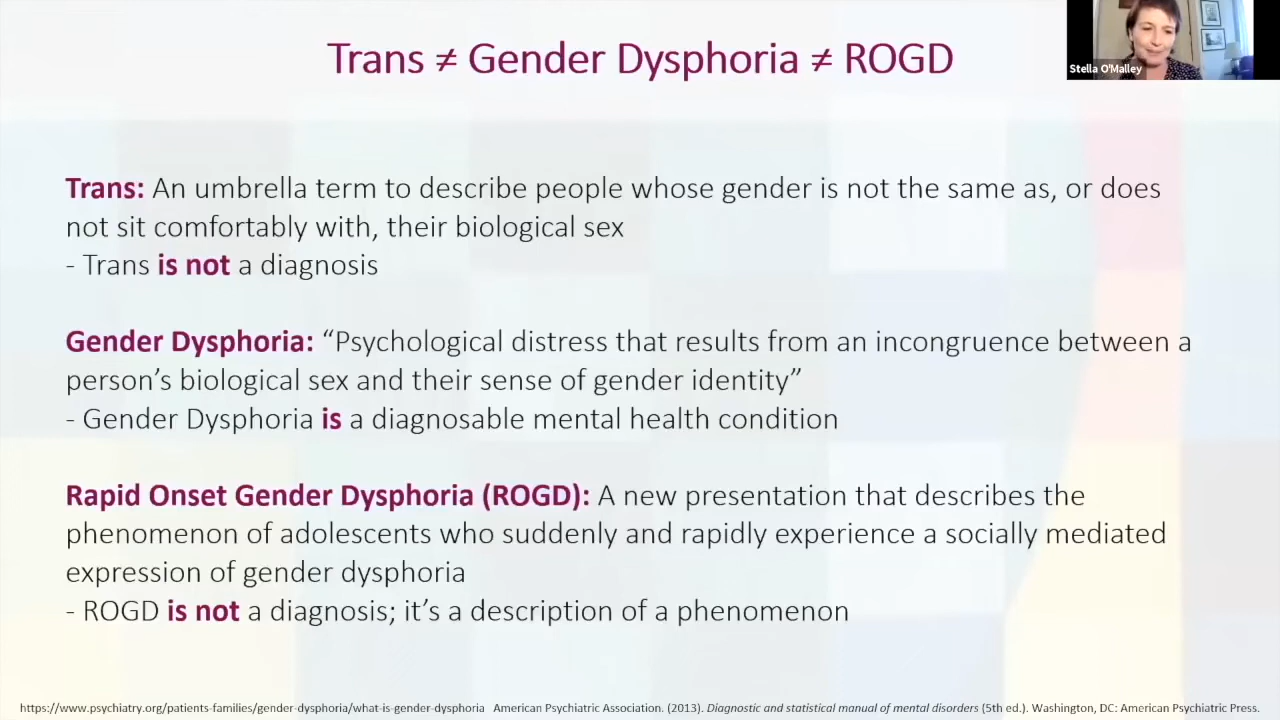 Trans ≠ Gender Dysphoria ≠ ROGD
Stella O'Malley
Trans: An umbrella term to describe people whose gender is not the same as, or does
not sit comfortably with, their biological sex
- Trans is not a diagnosis
Gender Dysphoria: “Psychological distress that results from an incongruence between a
person’s biological sex and their sense of gender identity”
- Gender Dysphoria is a diagnosable mental health condition
Rapid Onset Gender Dysphoria (ROGD): A new presentation that describes the
phenomenon of adolescents who suddenly and rapidly experience a socially mediated
expression of gender dysphoria
- ROGD is not a diagnosis; it’s a description of a phenomenon
https://www.psychiatry.org/patients-families/gender-dysphoria/what-is-gender-dysphoria American Psychiatric Association. (2013). Diagnostic and statistical manual of mental disorders (5th ed.). Washington, DC: American Psychiatric Press.